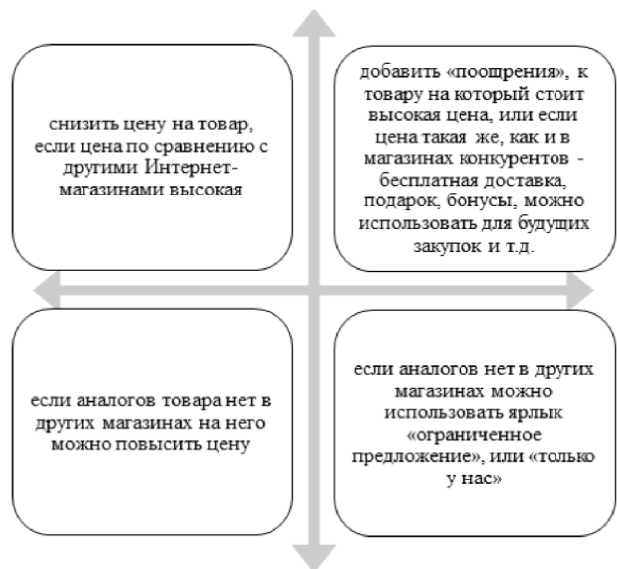 снизить цену на товар,
если цена по сравнению с
другими Интернет-
магазинами высокая
добавить «поощрения», к
товару на который стоит
высокая цена, или если
цена такая же, как и в
магазинах конкурентов -
бесплатная доставка,
подарок, бонусы, можно
использовать для будущих
закупок и т.д.
если аналогов товара нет в
других магазинах на него
можно повысить цену
если аналогов нет в других
магазинах можно
использовать ярлык
«ограниченное
предложение», или «только
у нас»